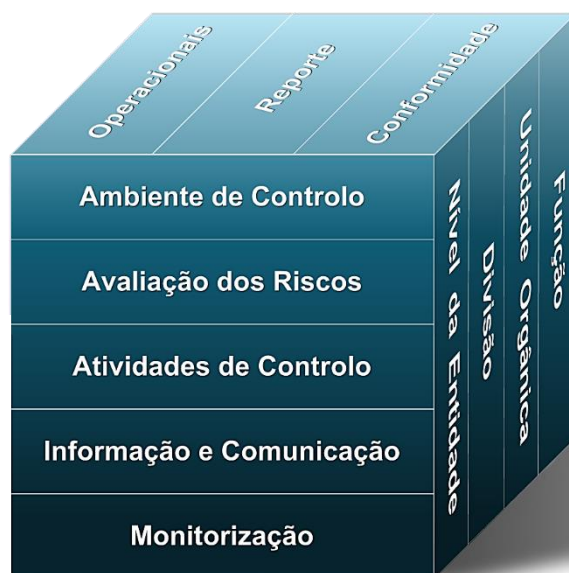 Operacionais
Reporte
Conformidade
Ambiente de Controlo
Avaliação dos Riscos
Atividades de Controlo
Informação e Comunicação
Monitorização
Nível da Entidade
Divisão
Unidade Orgânica
Função